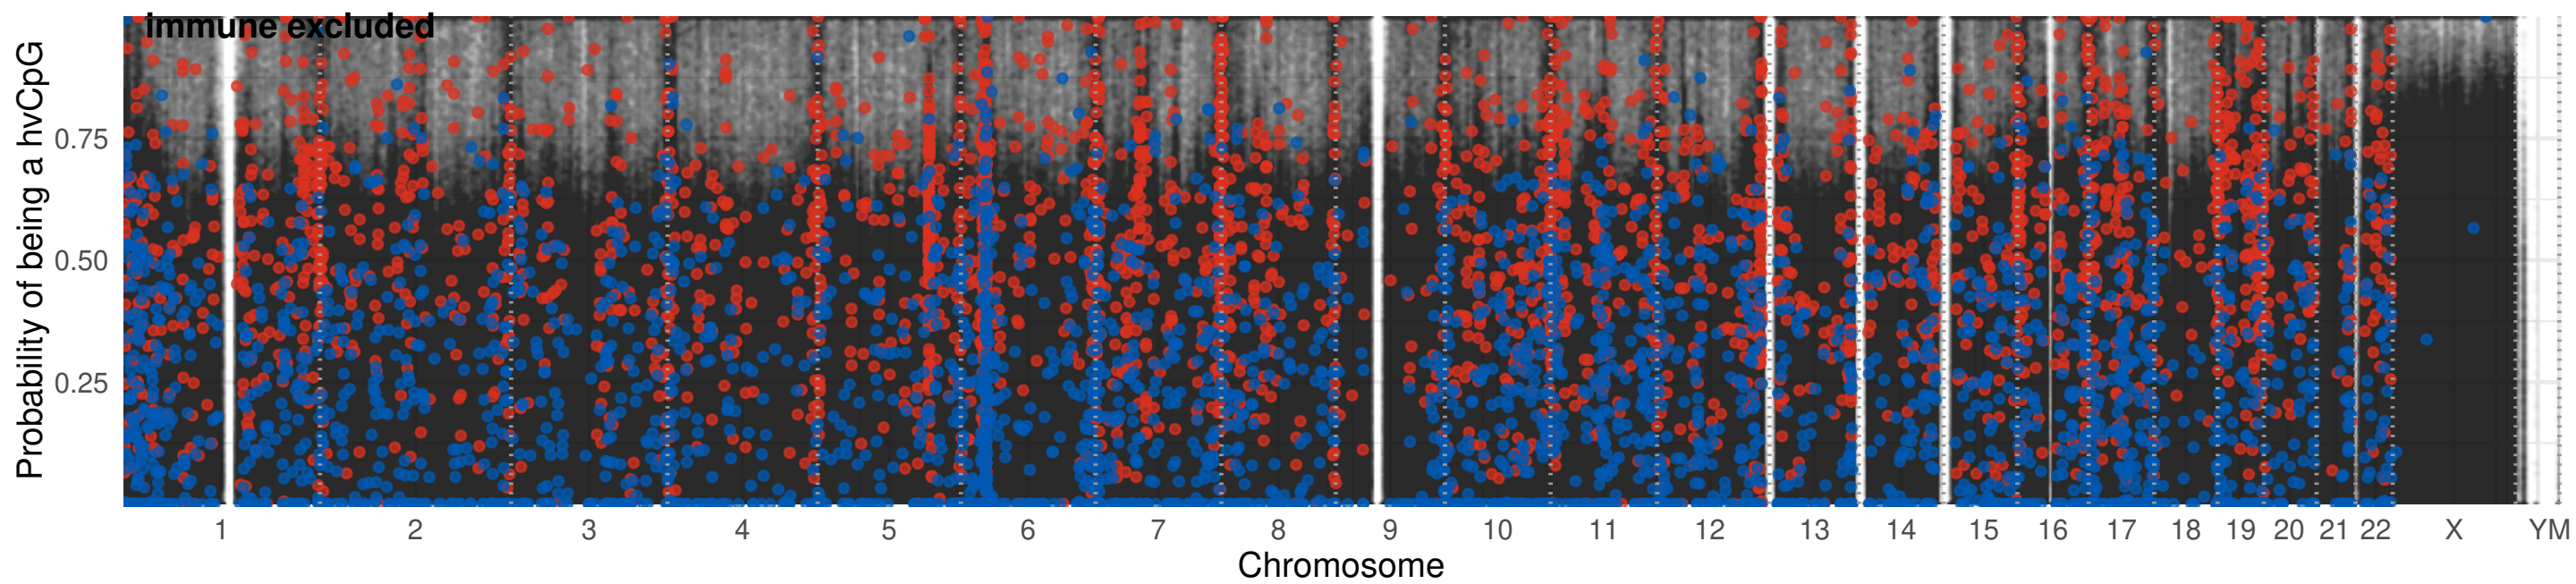 immune excluded
Probability of being a hvCpG
0.75
0.50
0.25
1 2 3 4 5 6 7 8 9 10 11 12 13 14 15 16 17 18 19 20 21 22 X YM
Chromosome